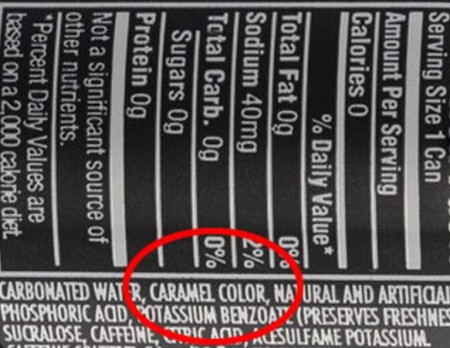 Serving Size 1 Can
Amount Per Serving
Calories 0
% Daily Value*
Total Fat 0g 0%
Sodium 40mg 2%
Total Carb. 0g 0%
Sugars 0g
Protein 0g
Not a significant source of
other nutrients.
*Percent Daily Values are
based on a 2,000 calorie diet.
CARBONATED WATER, CARAMEL COLOR, NATURAL AND ARTIFICIAL
PHOSPHORIC ACID, POTASSIUM BENZOATE (PRESERVES FRESHNES
SUCRALOSE, CAFFEINE, CITRIC ACID, ACESULFAME POTASSIUM.